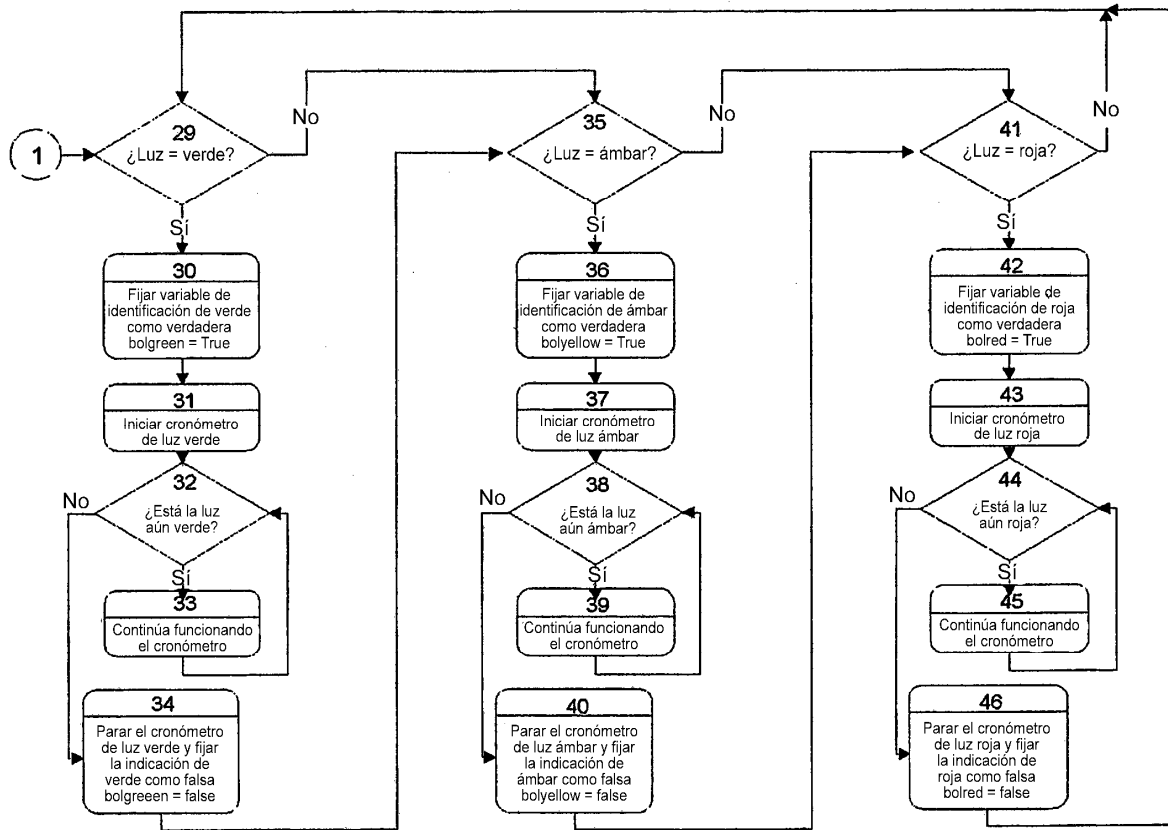 1
29
¿Luz = verde?
No
Sí
30
Fijar variable de
identificación de verde
como verdadera
bolgreen = True
31
Iniciar cronómetro
de luz verde
32
¿Está la luz
aún verde?
No
Sí
33
Continúa funcionando
el cronómetro
34
Parar el cronómetro
de luz verde y fijar
la indicación de
verde como falsa
bolgreeen = false
35
¿Luz = ámbar?
No
Sí
36
Fijar variable de
identificación de ámbar
como verdadera
bolyellow = True
37
Iniciar cronómetro
de luz ámbar
38
¿Está la luz
aún ámbar?
No
Sí
39
Continúa funcionando
el cronómetro
40
Parar el cronómetro
de luz ámbar y fijar
la indicación de
ámbar como falsa
bolyellow = false
41
¿Luz = roja?
No
Sí
42
Fijar variable de
identificación de roja
como verdadera
bolred = True
43
Iniciar cronómetro
de luz roja
44
¿Está la luz
aún roja?
No
Sí
45
Continúa funcionando
el cronómetro
46
Parar el cronómetro
de luz roja y fijar
la indicación de
roja como falsa
bolred = false